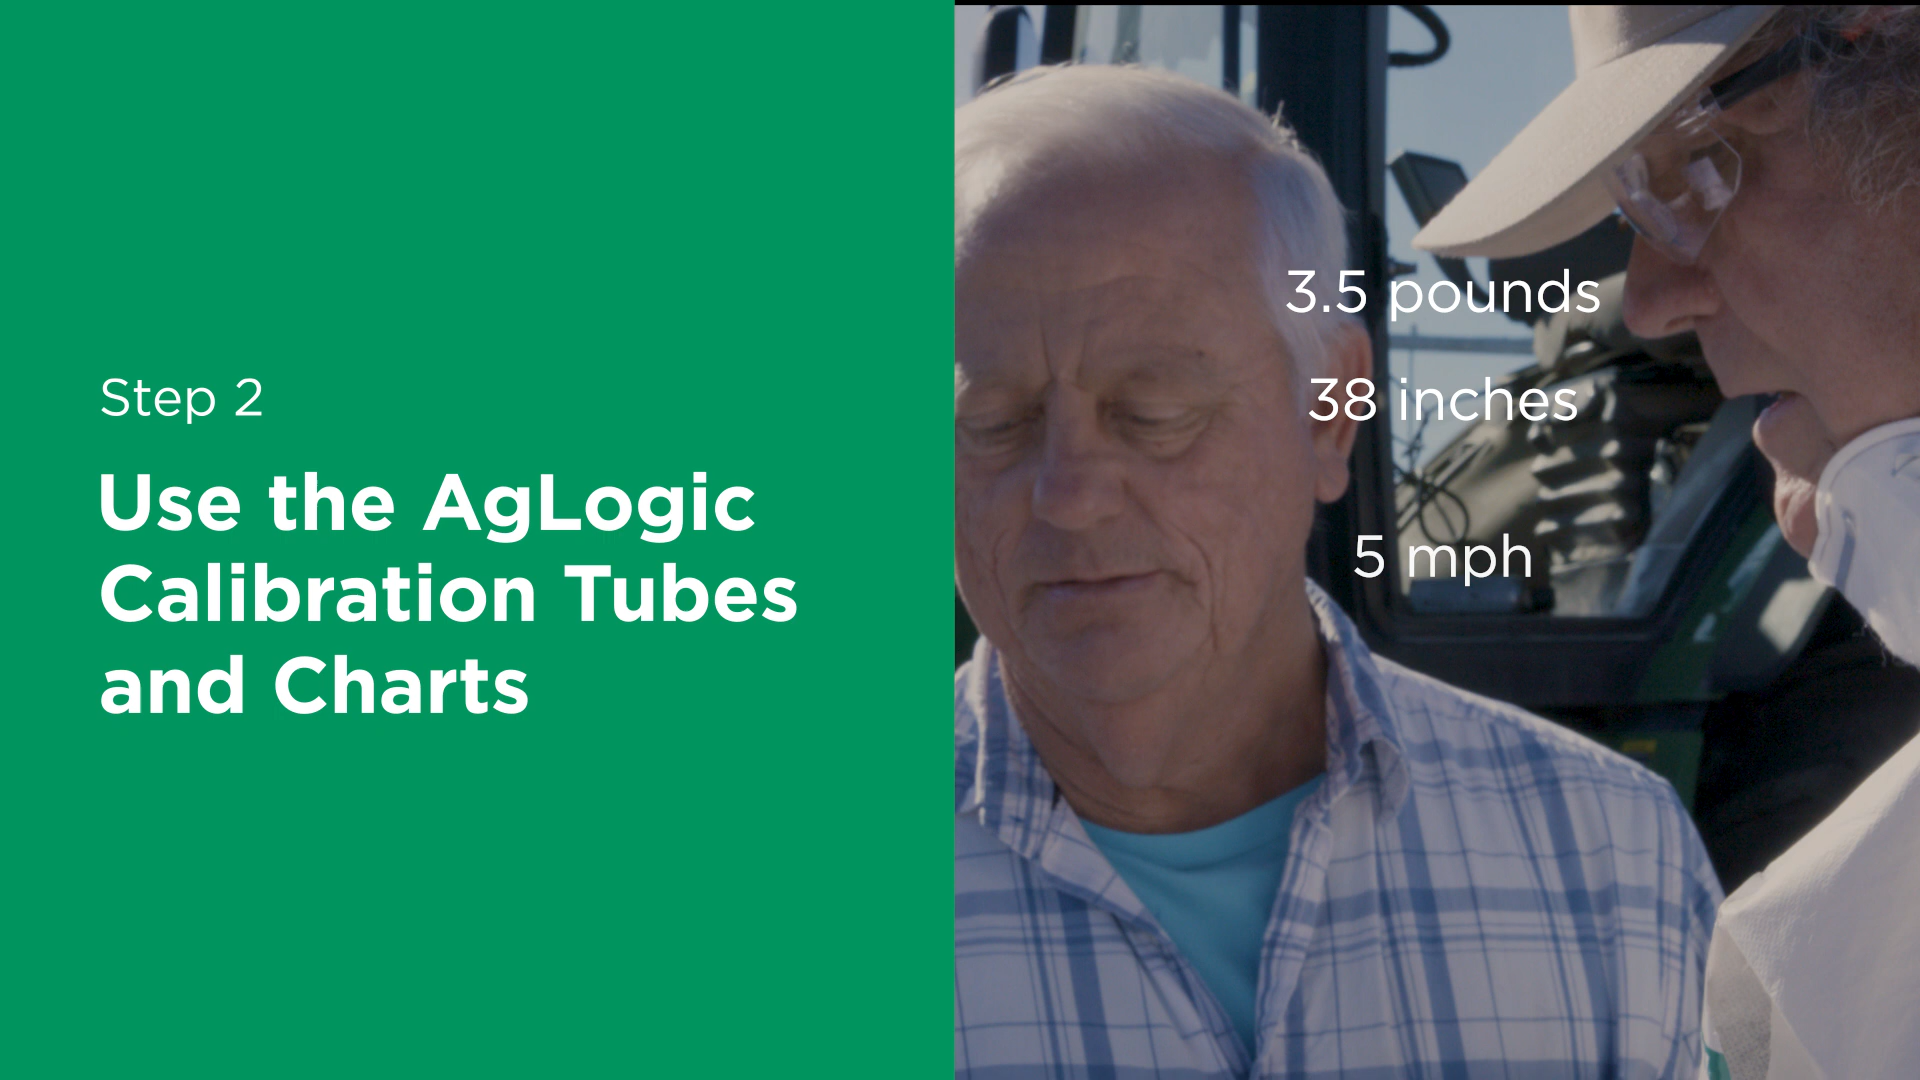 Step 2
Use the AgLogic
Calibration Tubes
and Charts
3.5 pounds
38 inches
5 mph